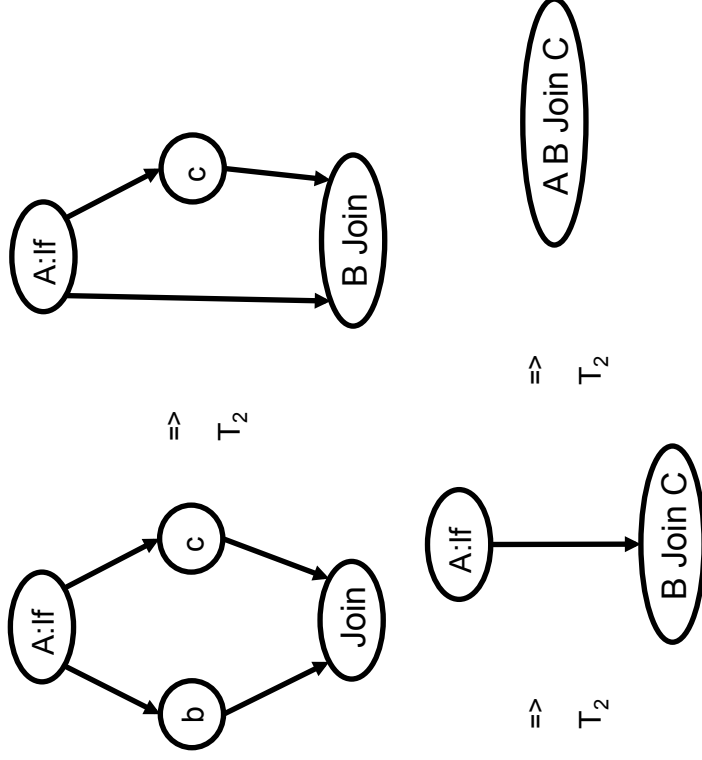 A:If
b
c
Join
=>
T₂
A:If
c
B Join
=>
T₂
A:If
B Join C
=>
T₂
A B Join C